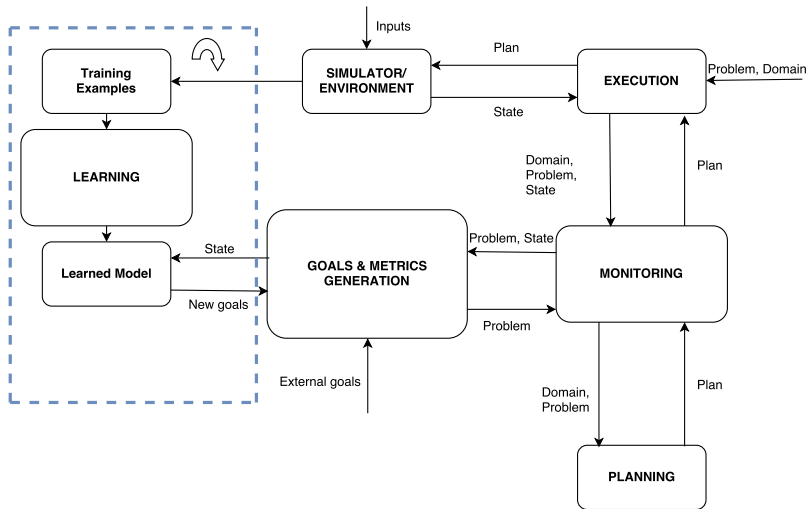 Inputs
Training
Examples
SIMULATOR/
ENVIRONMENT
Plan
State
EXECUTION
Problem, Domain
LEARNING
Domain,
Problem,
State
Plan
Learned Model
State
New goals
GOALS & METRICS
GENERATION
Problem, State
Problem
MONITORING
External goals
Domain,
Problem
Plan
PLANNING